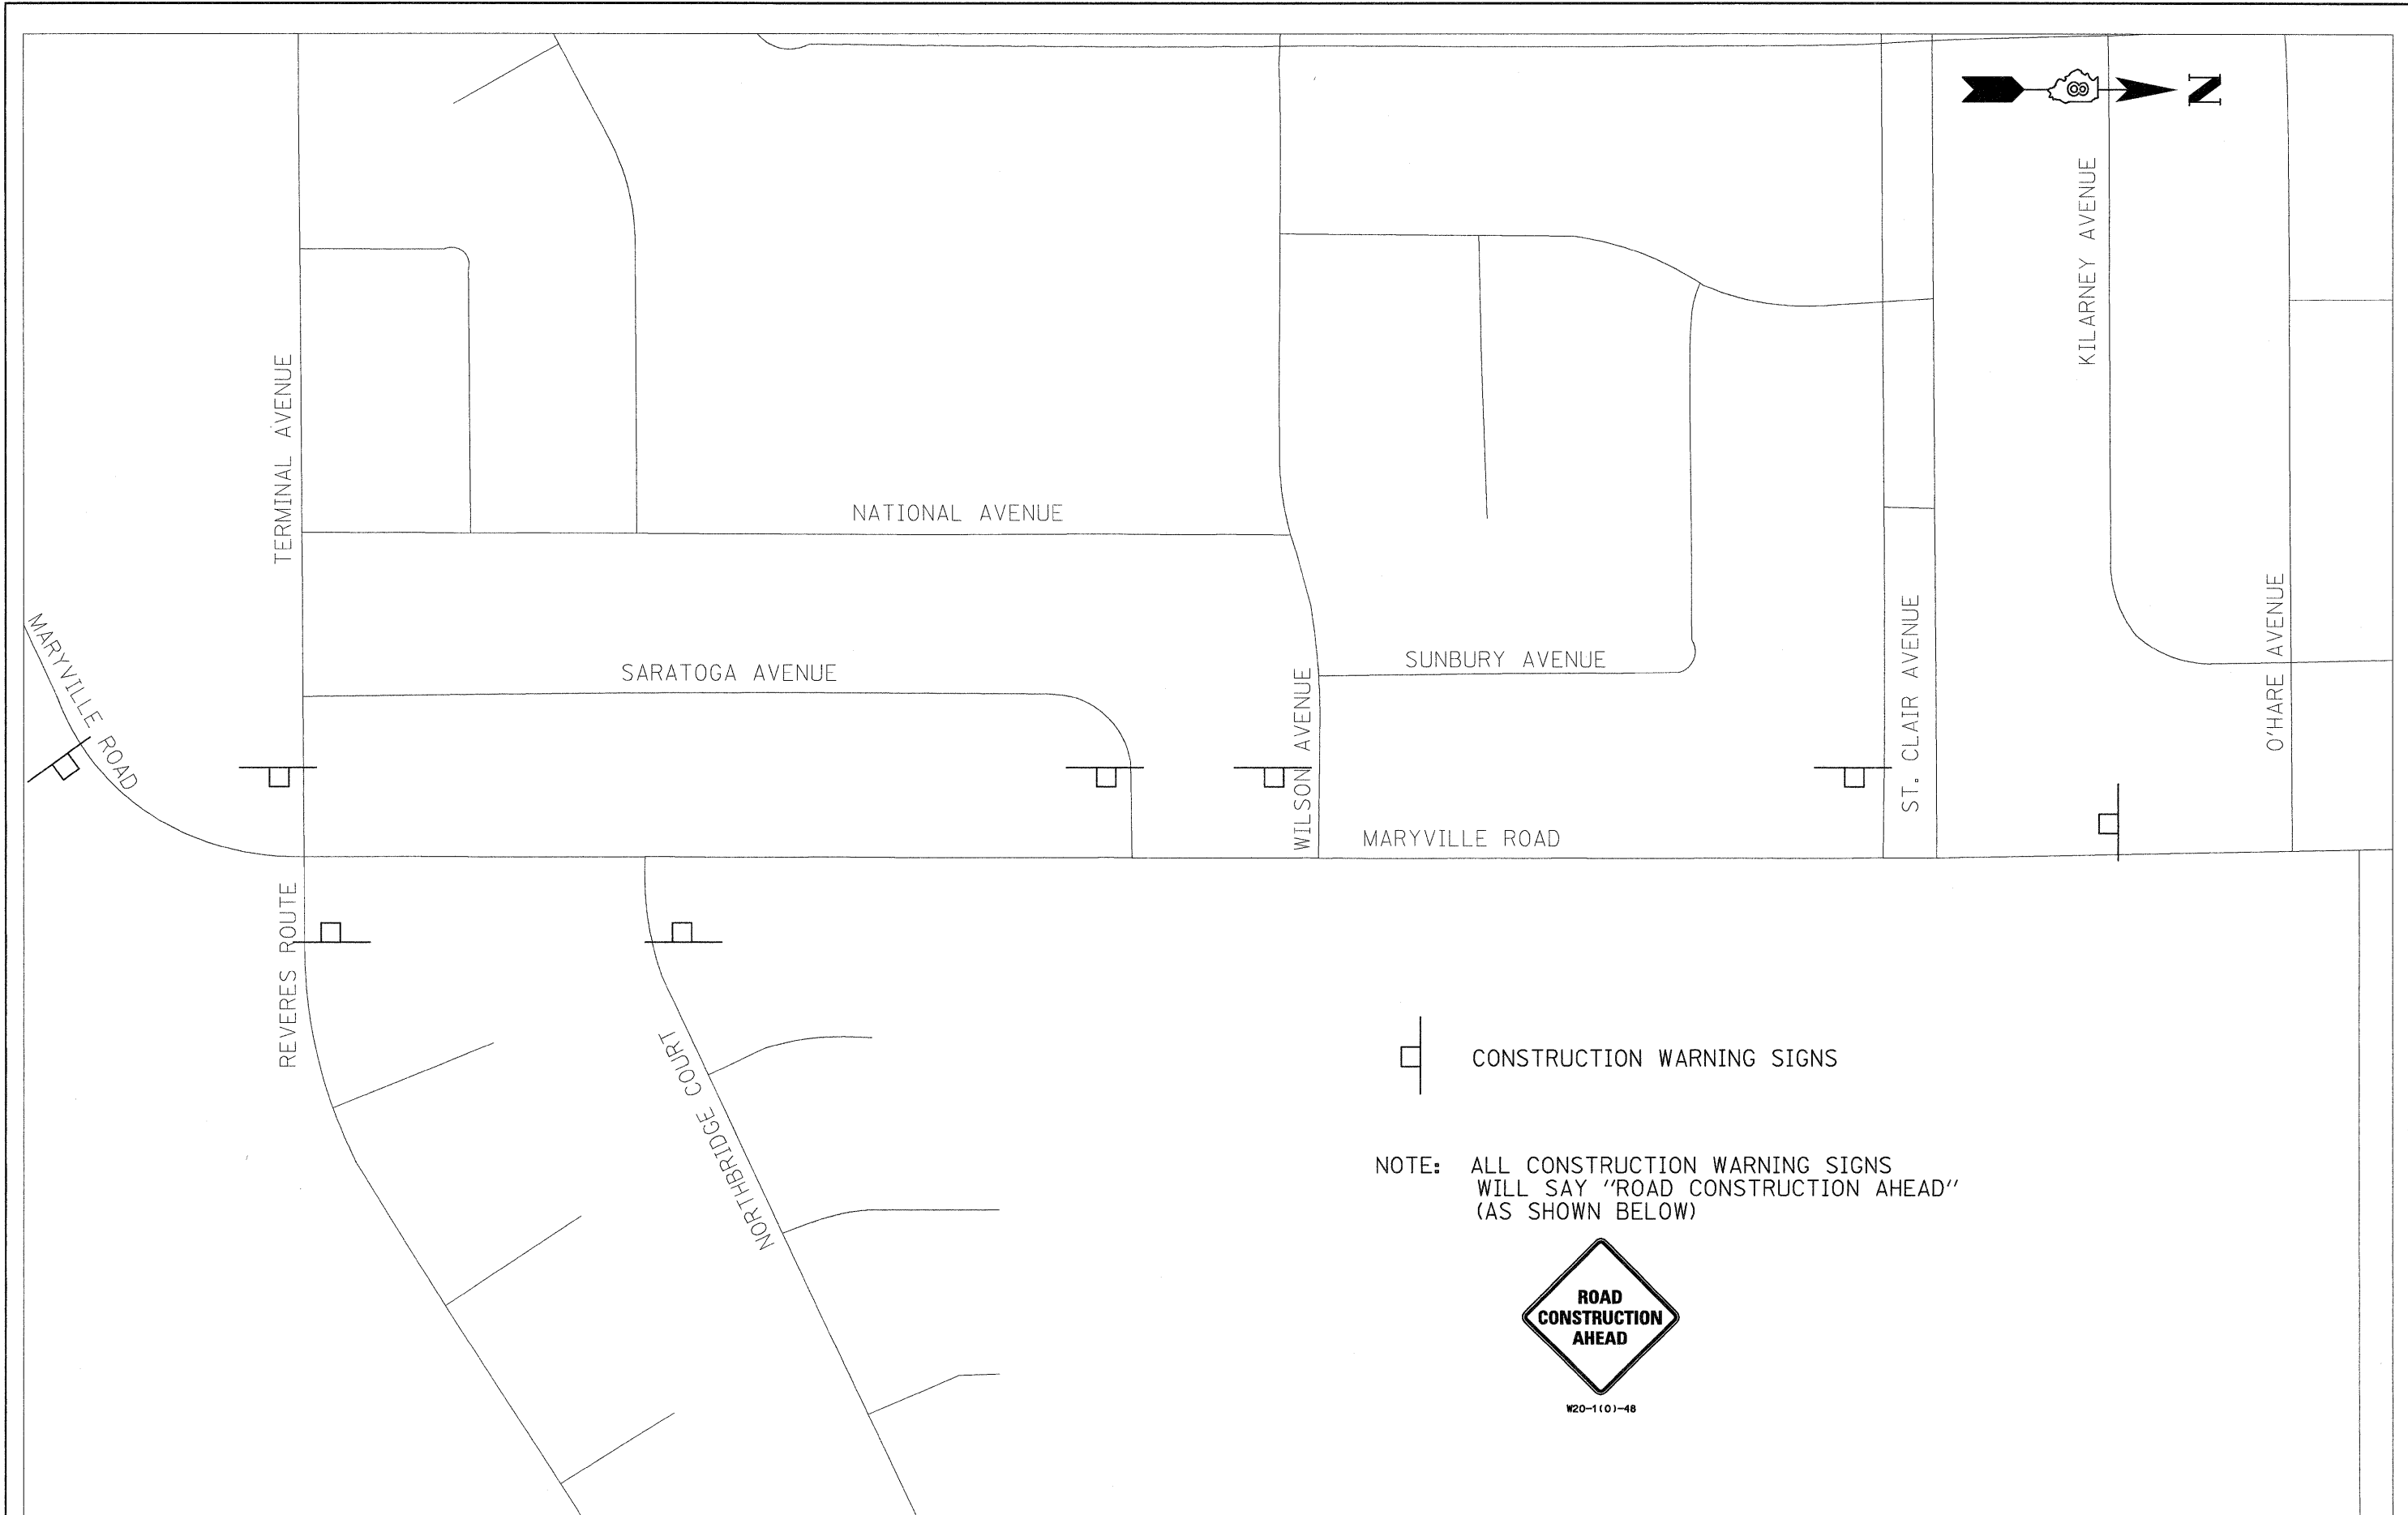 N
KILARNEY AVENUE
TERMINAL AVENUE
NATIONAL AVENUE
O'HARE AVENUE
ST. CLAIR AVENUE
MARYVILLE ROAD
SARATOGA AVENUE
SUNBURY AVENUE
WILSON AVENUE
MARYVILLE ROAD
REVERES ROUTE
NORTHBRIDGE COURT
CONSTRUCTION WARNING SIGNS
NOTE: ALL CONSTRUCTION WARNING SIGNS
WILL SAY "ROAD CONSTRUCTION AHEAD"
(AS SHOWN BELOW)
ROAD
CONSTRUCTION
AHEAD
W20-1(O)-48